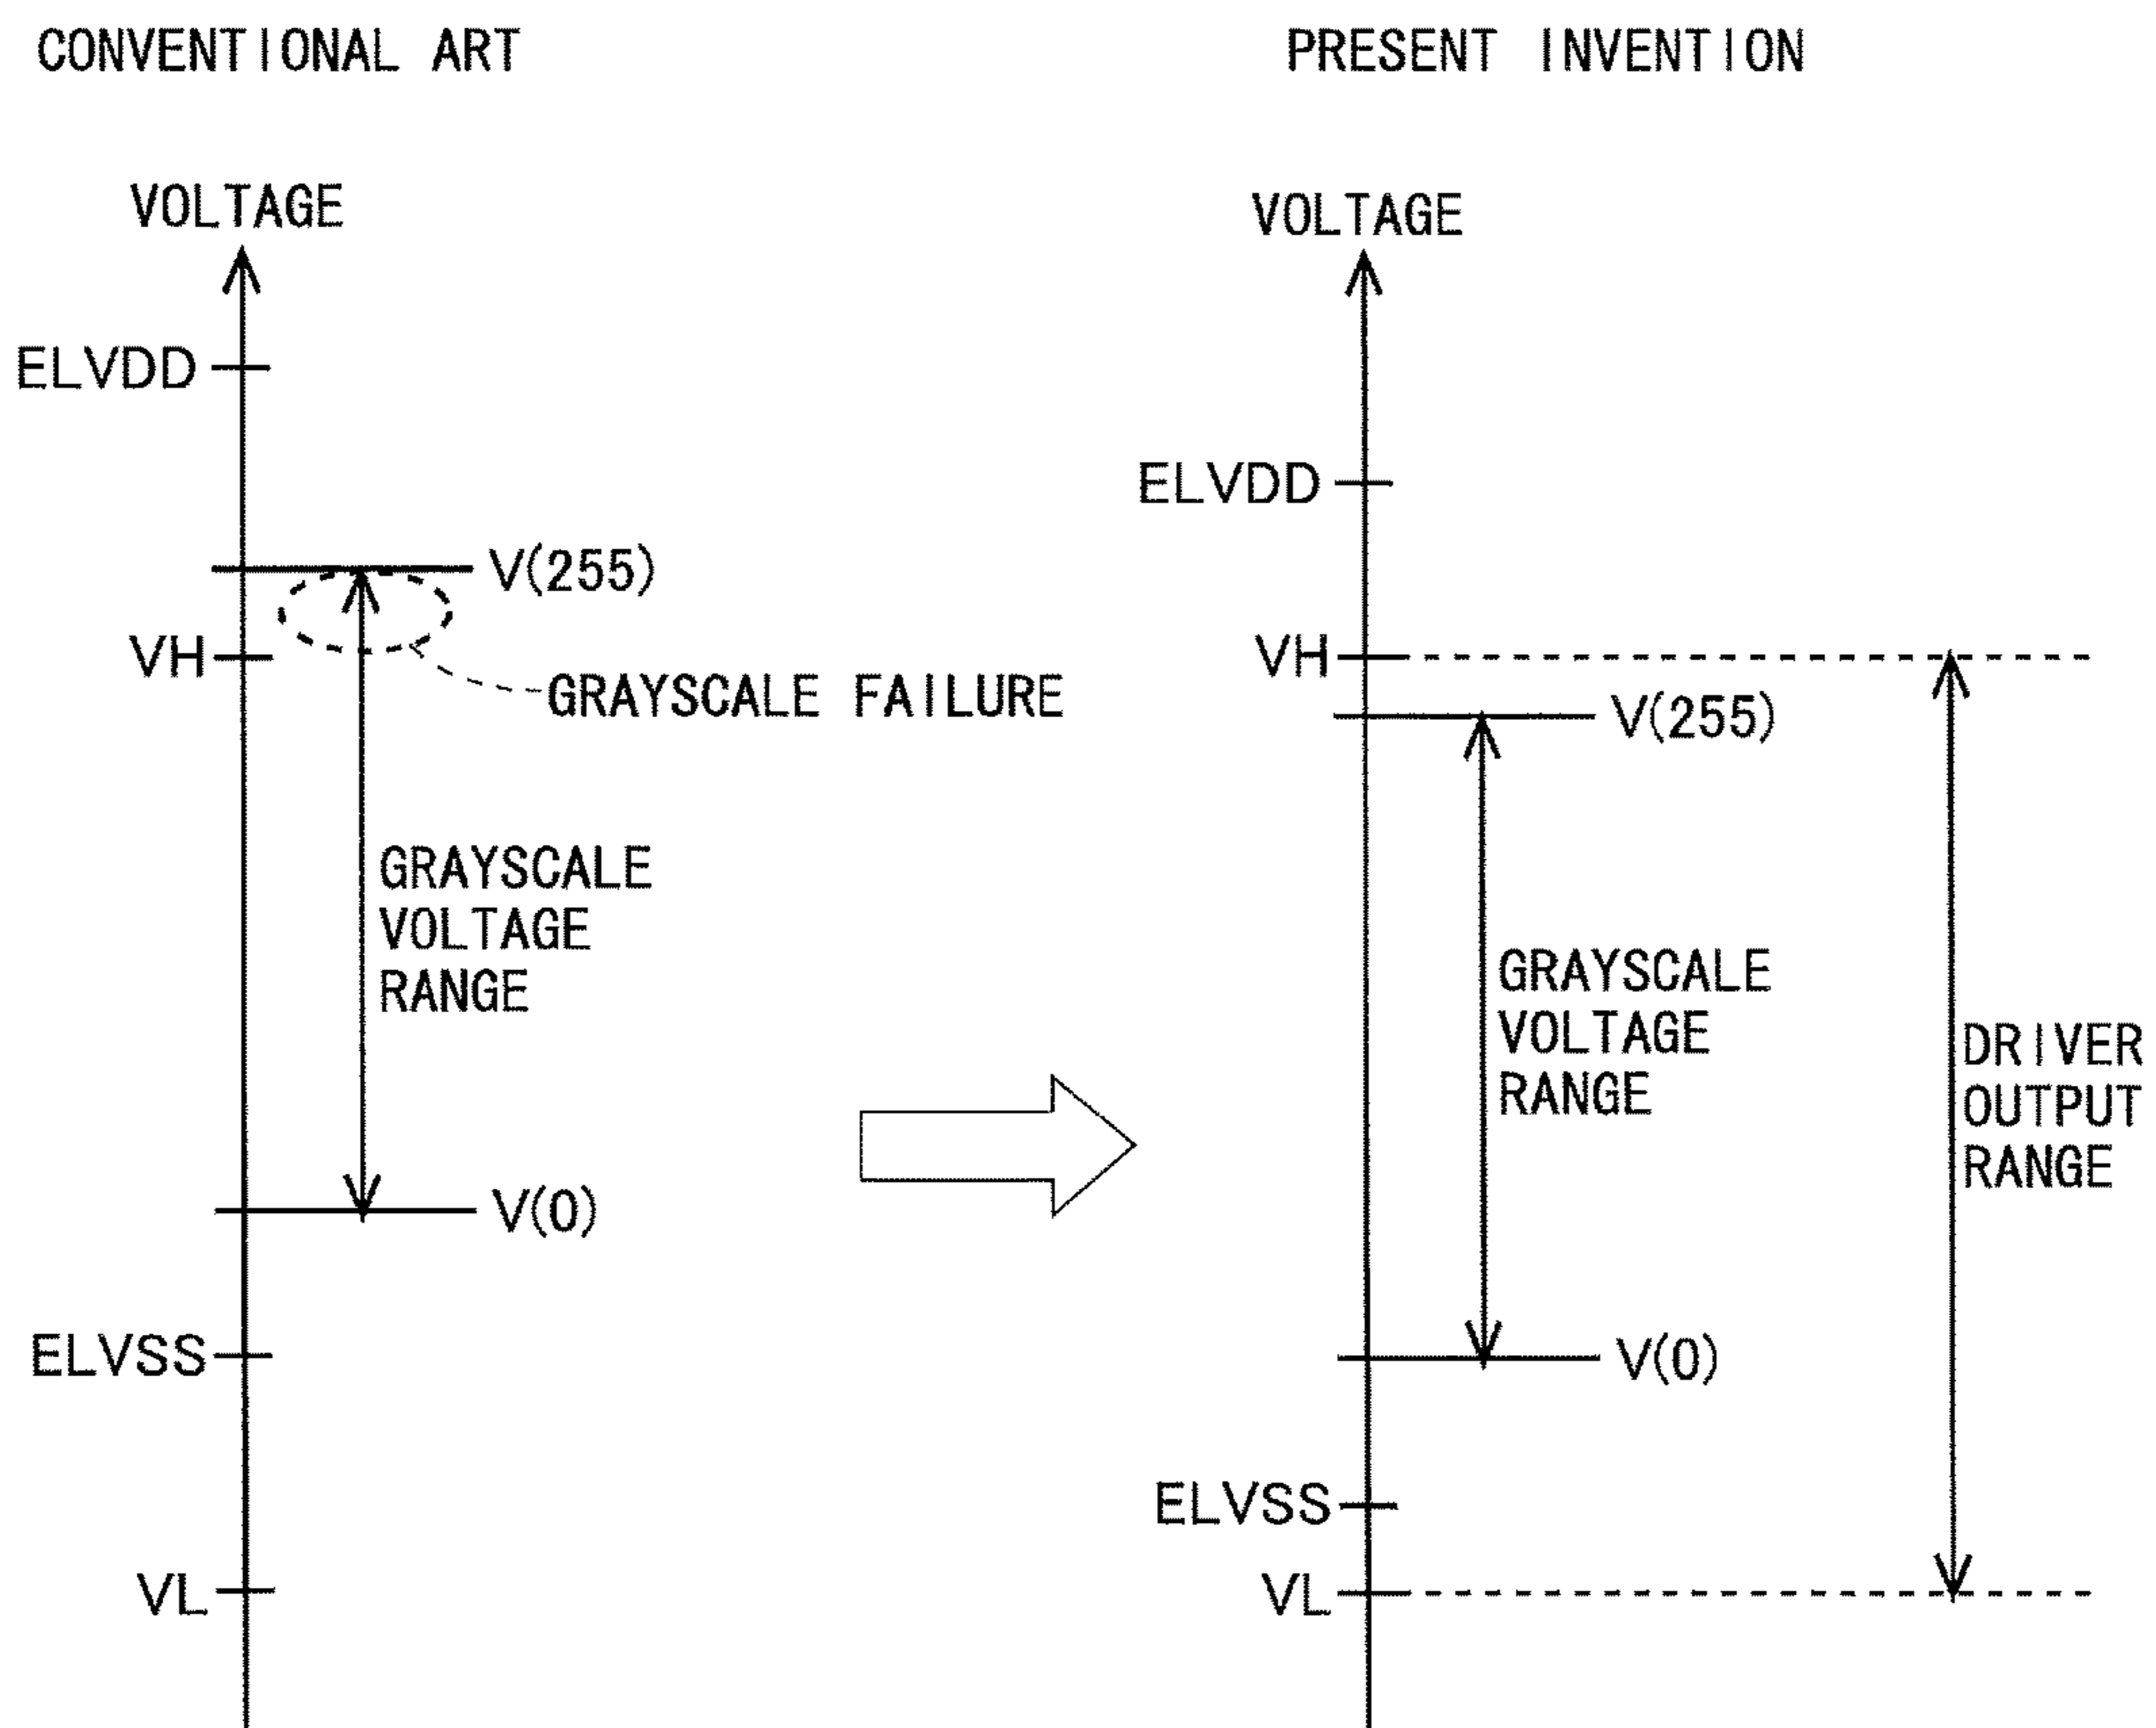 CONVENTIONAL ART
VOLTAGE
ELVDD
V(255)
VH
GRAYSCALE FAILURE
GRAYSCALE
VOLTAGE
RANGE
V(0)
ELVSS
VL
PRESENT INVENTION
VOLTAGE
ELVDD
VH
V(255)
GRAYSCALE
VOLTAGE
RANGE
DRIVER
OUTPUT
RANGE
V(0)
ELVSS
VL